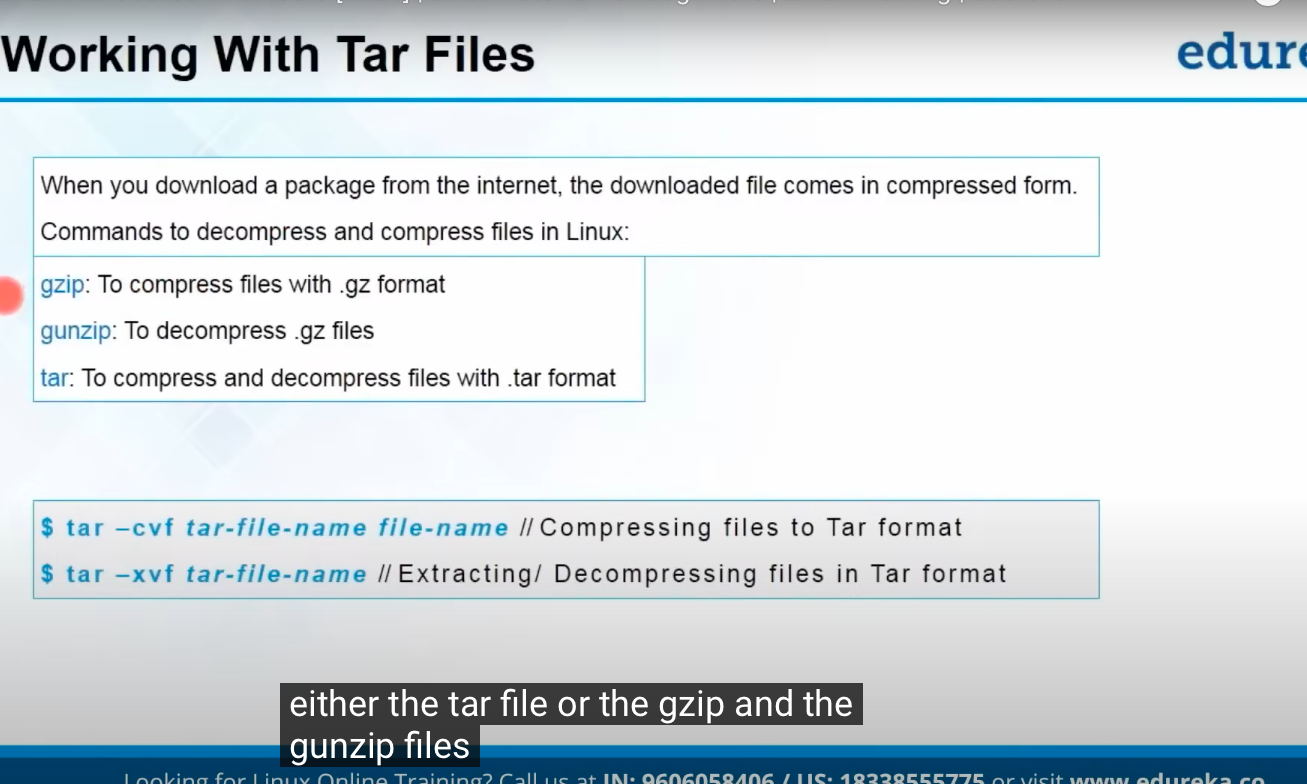 Working With Tar Files
edure
When you download a package from the internet, the downloaded file comes in compressed form.
Commands to decompress and compress files in Linux:
gzip: To compress files with .gz format
gunzip: To decompress .gz files
tar: To compress and decompress files with .tar format
$ tar –cvf tar-file-name file-name // Compressing files to Tar format
$ tar –xvf tar-file-name // Extracting/ Decompressing files in Tar format
either the tar file or the gzip and the
gunzip files
Looking for Linux Online Training? Call us at IN: 9606058406 / US: 18338555775 or visit www.edureka.co